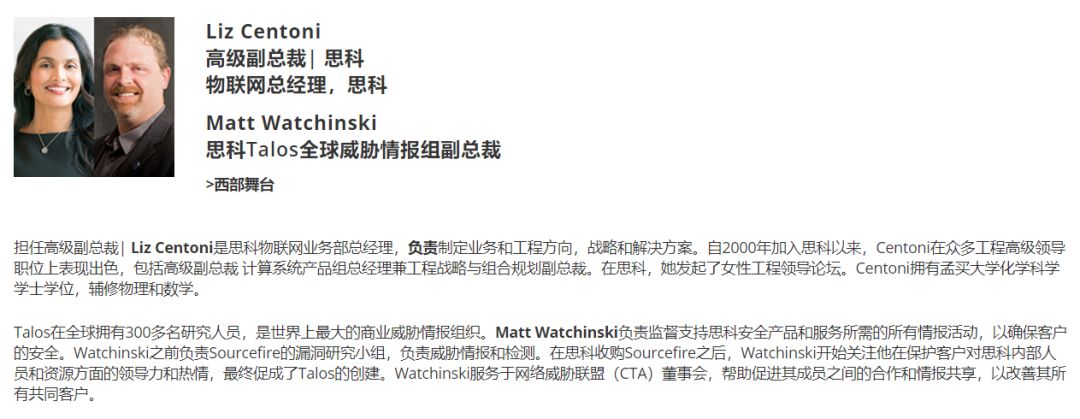 Liz Centoni
高级副总裁| 思科
物联网总经理，思科
Matt Watchinski
思科Talos全球威胁情报组副总裁
>西部舞台
担任高级副总裁| Liz Centoni是思科物联网业务部总经理，负责制定业务和工程方向，战略和解决方案。自2000年加入思科以来，Centoni在众多工程高级领导
职位上表现出色，包括高级副总裁 计算系统产品组总经理兼工程战略与组合规划副总裁。在思科，她发起了女性工程领导论坛。Centoni拥有孟买大学化学科学
学士学位，辅修物理和数学。
Talos在全球拥有300多名研究人员，是世界上最大的商业威胁情报组织。Matt Watchinski负责监督支持思科安全产品和服务所需的所有情报活动，以确保客户
的安全。Watchinski之前负责Sourcefire的漏洞研究小组，负责威胁情报和检测。在思科收购Sourcefire之后，Watchinski开始关注他在保护客户对思科内部人
员和资源方面的领导力和热情，最终促成了Talos的创建。Watchinski服务于网络威胁联盟（CTA）董事会，帮助促进其成员之间的合作和情报共享，以改善其所
有共同客户。